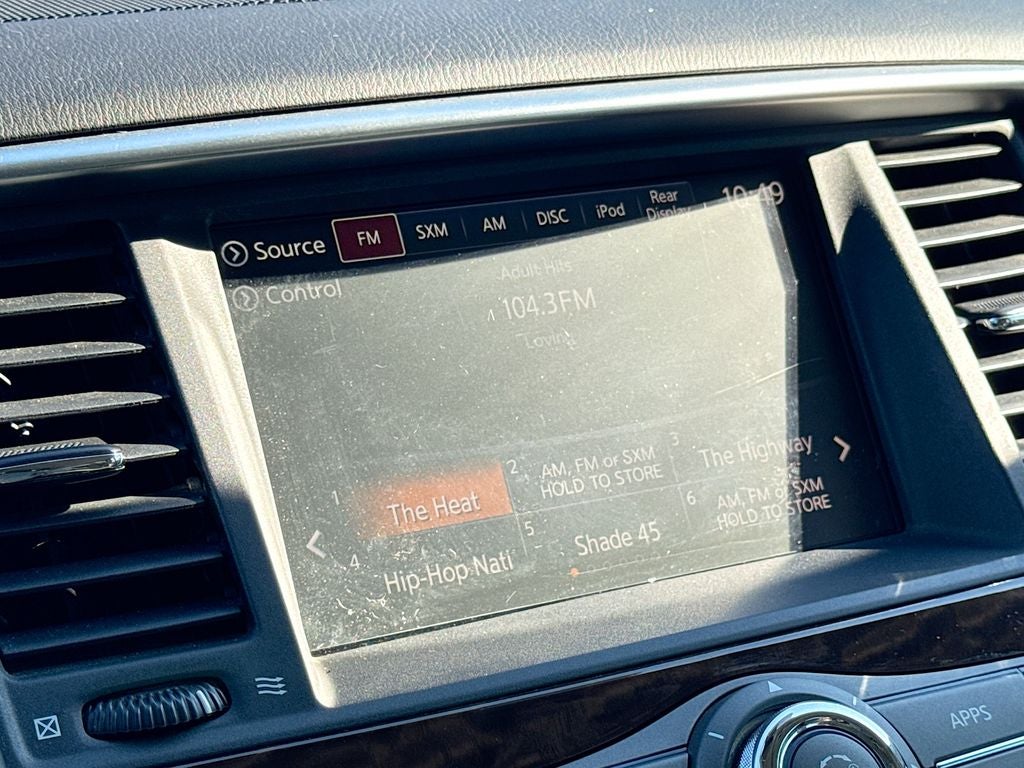 Source FM SXM AM DISC iPod Rear Display 10:49
Control
Adult Hits
1 104.3FM
Loving
1 The Heat
2 AM, FM or SXM
HOLD TO STORE
3 The Highway
4 Hip-Hop Nati
5 Shade 45
6 AM, FM or SXM
HOLD TO STORE
APPS